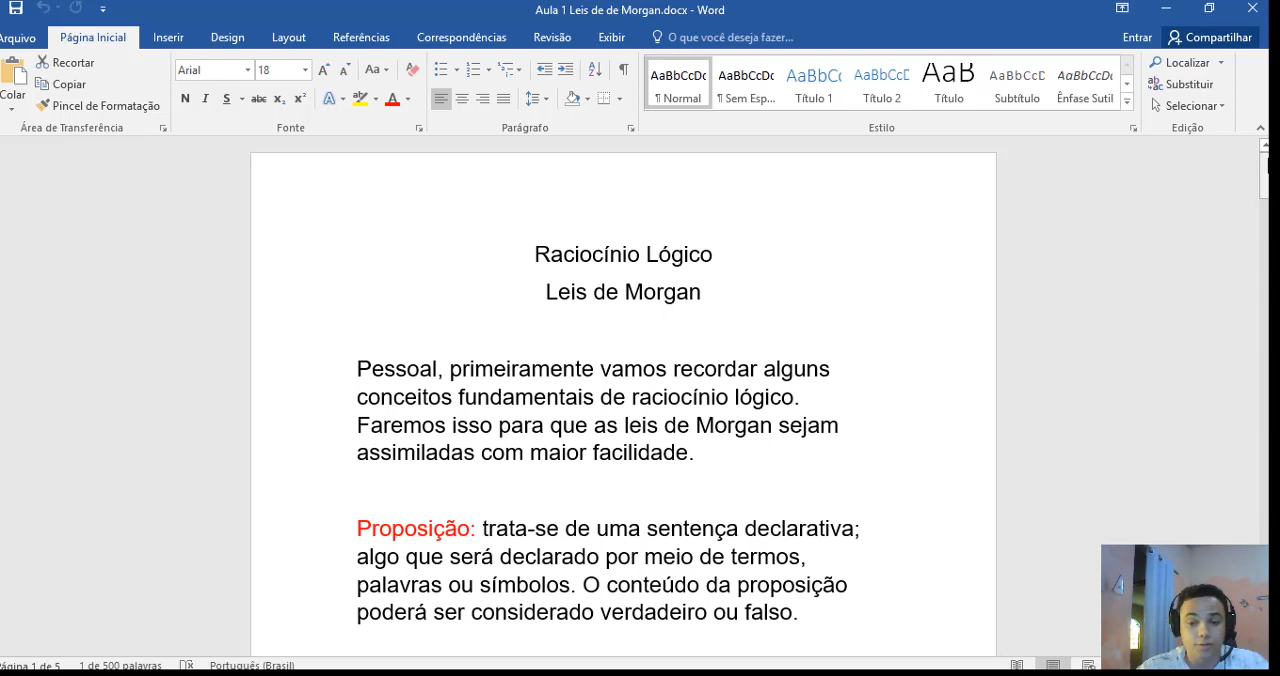 Aula 1 Leis de de Morgan.docx - Word
Arquivo Página Inicial Inserir Design Layout Referências Correspondências Revisão Exibir O que você deseja fazer... Entrar Compartilhar
Colar
Recortar
Copiar
Pincel de Formatação
Área de Transferência
Arial 18
Aa
N I S abc x₂ x² A A
Fonte
Parágrafo
AaBbCcDc AaBbCcDc AaBbC AaBbCcD AaB AaBbCcD AaBbCcDc
¶ Normal ¶ Sem Esp... Título 1 Título 2 Título Subtítulo Ênfase Sutil
Estilo
Localizar
Substituir
Selecionar
Edição
Raciocínio Lógico
Leis de Morgan
Pessoal, primeiramente vamos recordar alguns
conceitos fundamentais de raciocínio lógico.
Faremos isso para que as leis de Morgan sejam
assimiladas com maior facilidade.
Proposição: trata-se de uma sentença declarativa;
algo que será declarado por meio de termos,
palavras ou símbolos. O conteúdo da proposição
poderá ser considerado verdadeiro ou falso.
Página 1 de 5 1 de 500 palavras Português (Brasil)